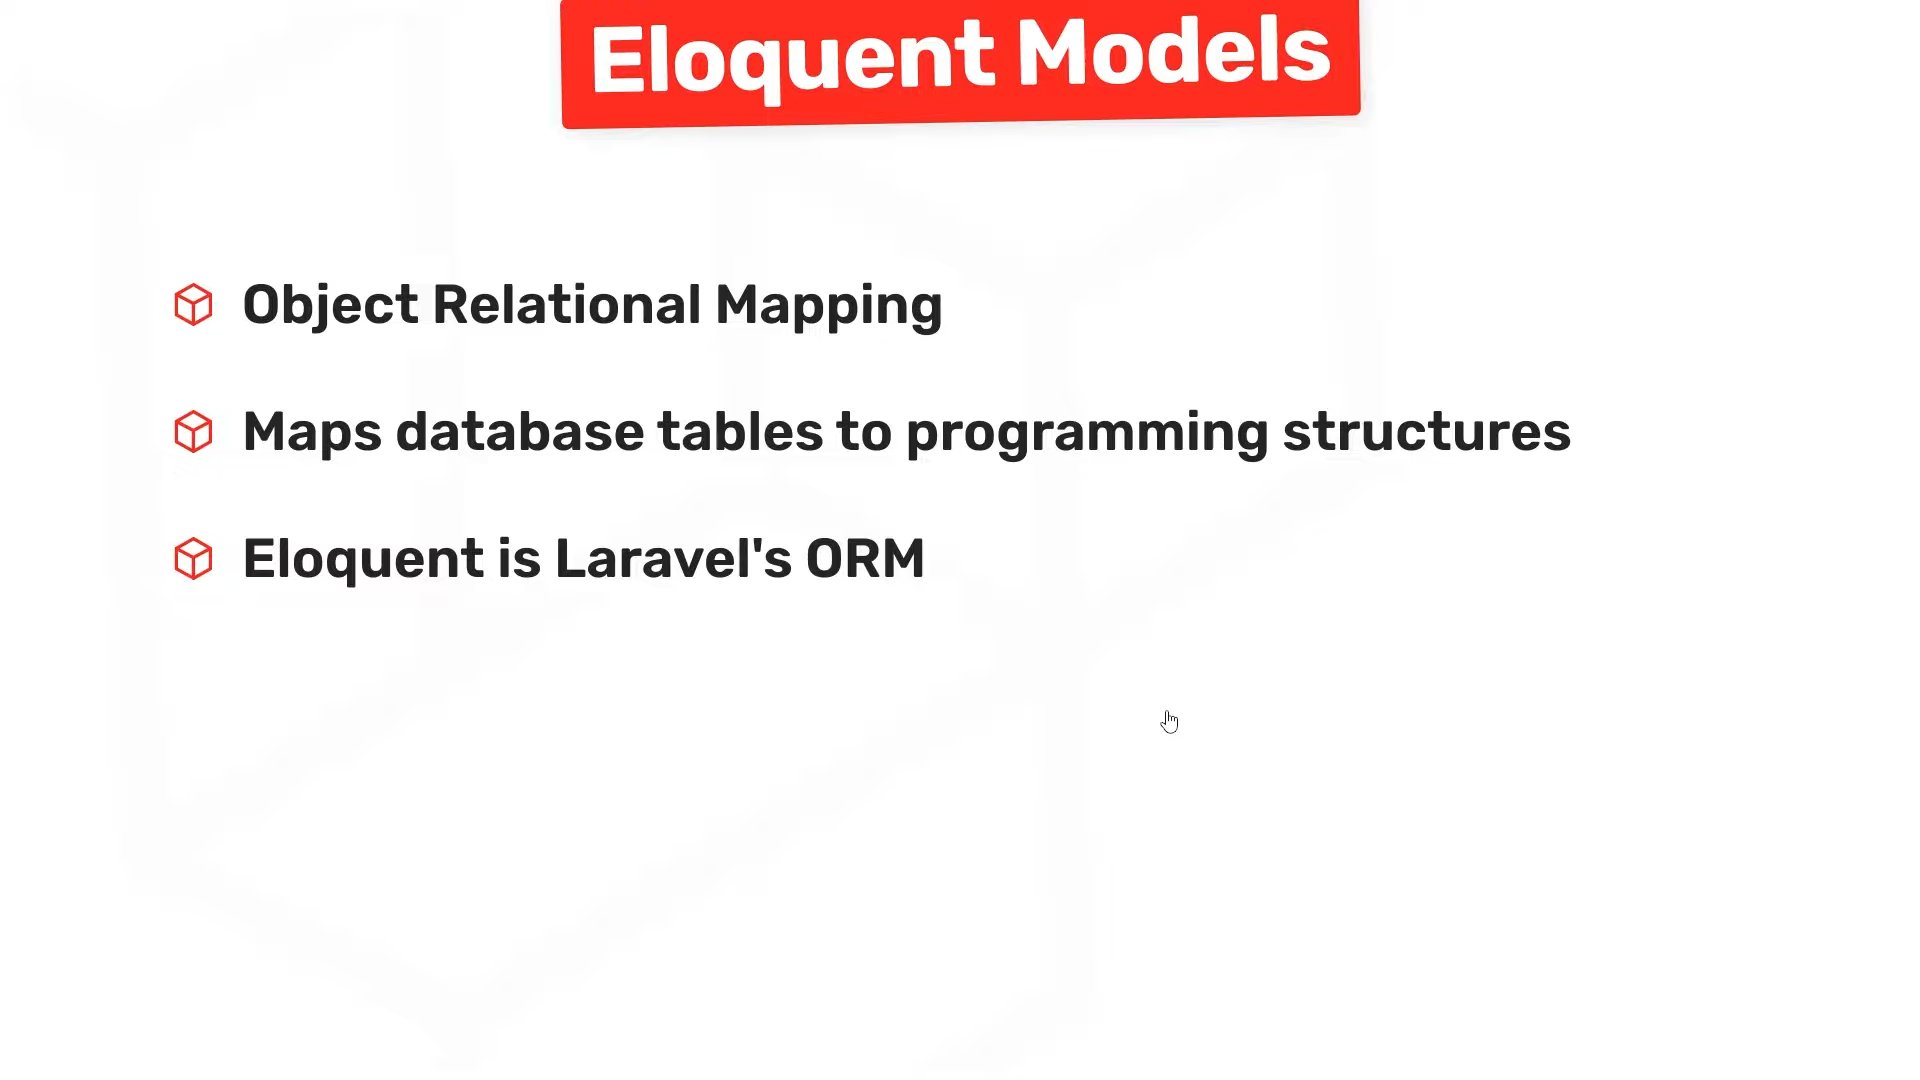 Eloquent Models
Object Relational Mapping
Maps database tables to programming structures
Eloquent is Laravel's ORM